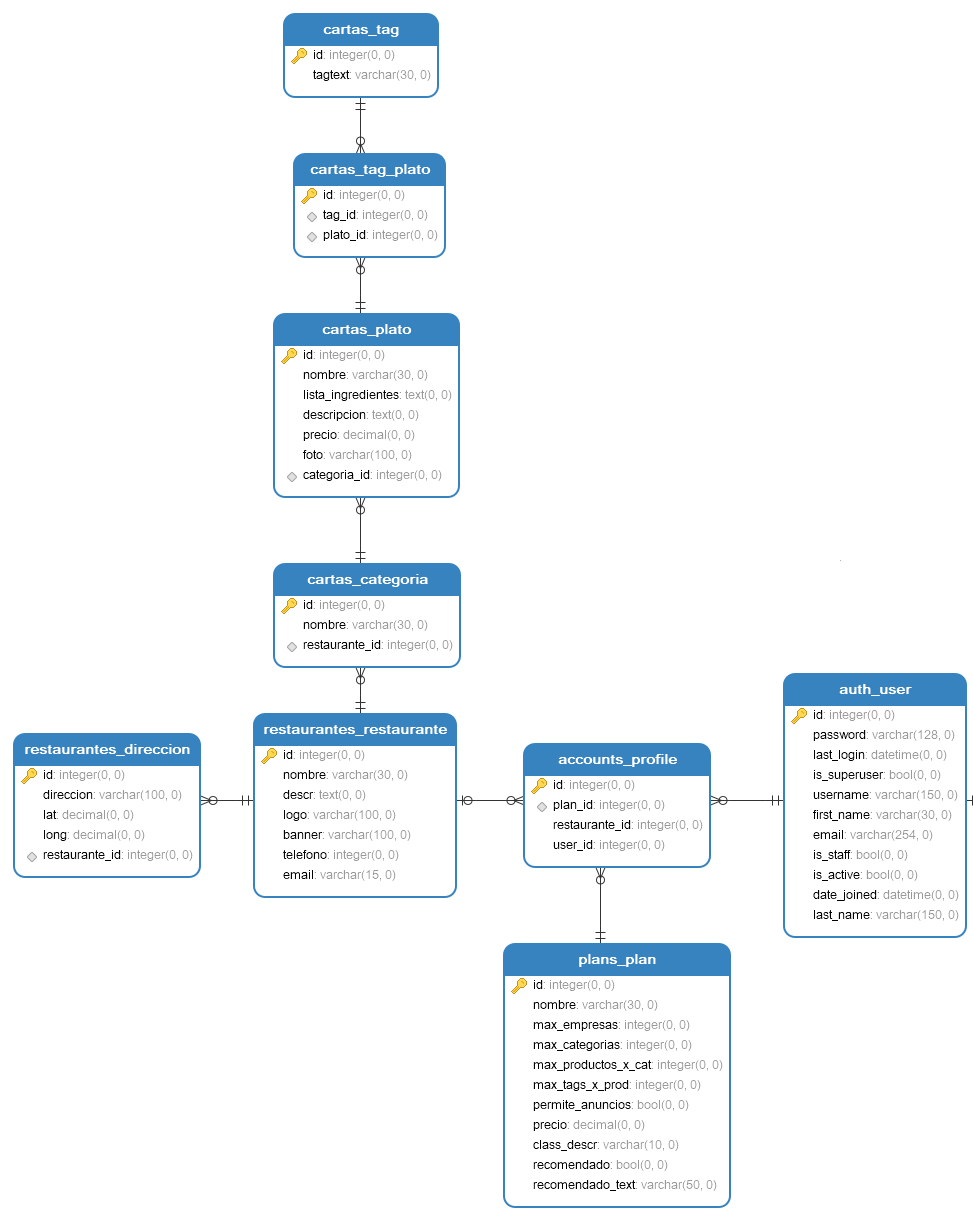 cartas_tag
id: integer(0, 0)
tagtext: varchar(30, 0)
cartas_tag_plato
id: integer(0, 0)
tag_id: integer(0, 0)
plato_id: integer(0, 0)
cartas_plato
id: integer(0, 0)
nombre: varchar(30, 0)
lista_ingredientes: text(0, 0)
descripcion: text(0, 0)
precio: decimal(0, 0)
foto: varchar(100, 0)
categoria_id: integer(0, 0)
cartas_categoria
id: integer(0, 0)
nombre: varchar(30, 0)
restaurante_id: integer(0, 0)
restaurantes_direccion
id: integer(0, 0)
direccion: varchar(100, 0)
lat: decimal(0, 0)
long: decimal(0, 0)
restaurante_id: integer(0, 0)
restaurantes_restaurante
id: integer(0, 0)
nombre: varchar(30, 0)
descr: text(0, 0)
logo: varchar(100, 0)
banner: varchar(100, 0)
telefono: integer(0, 0)
email: varchar(15, 0)
accounts_profile
id: integer(0, 0)
plan_id: integer(0, 0)
restaurante_id: integer(0, 0)
user_id: integer(0, 0)
auth_user
id: integer(0, 0)
password: varchar(128, 0)
last_login: datetime(0, 0)
is_superuser: bool(0, 0)
username: varchar(150, 0)
first_name: varchar(30, 0)
email: varchar(254, 0)
is_staff: bool(0, 0)
is_active: bool(0, 0)
date_joined: datetime(0, 0)
last_name: varchar(150, 0)
plans_plan
id: integer(0, 0)
nombre: varchar(30, 0)
max_empresas: integer(0, 0)
max_categorias: integer(0, 0)
max_productos_x_cat: integer(0, 0)
max_tags_x_prod: integer(0, 0)
permite_anuncios: bool(0, 0)
precio: decimal(0, 0)
class_descr: varchar(10, 0)
recomendado: bool(0, 0)
recomendado_text: varchar(50, 0)